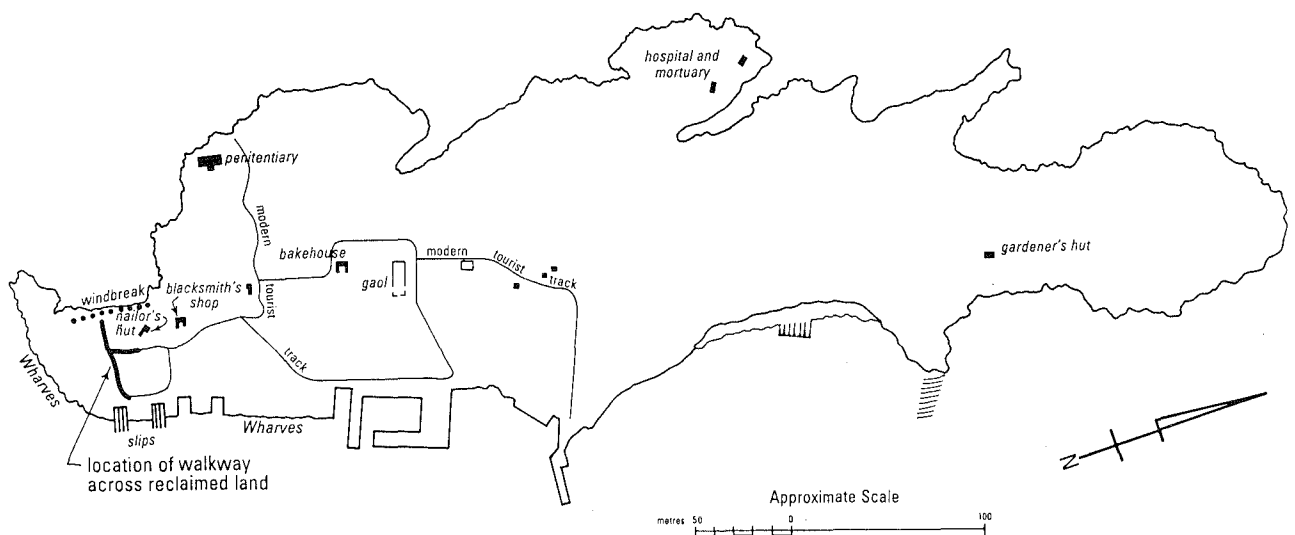 hospital and
mortuary
penitentiary
modern
bakehouse
modern
tourist
track
gardener's hut
gaol
windbreak
blacksmith's
shop
tourist
nailor's
hut
track
Wharves
Wharves
slips
location of walkway
across reclaimed land
N
Approximate Scale
metres 50 0 100